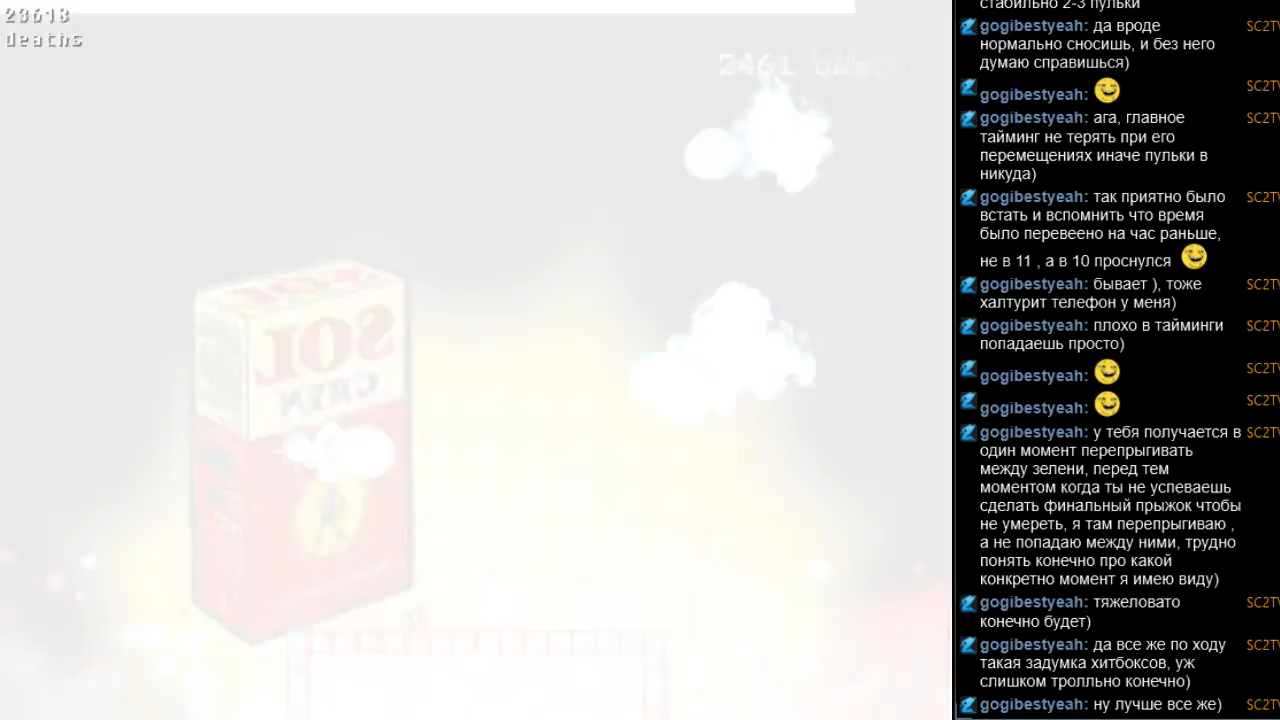 23613
deaths
2461
SOL
стабильно 2-3 пульки
gogibestyeah: да вроде SC2TV
нормально сносишь, и без него
думаю справишься)
gogibestyeah: SC2TV
gogibestyeah: ага, главное SC2TV
тайминг не терять при его
перемещениях иначе пульки в
никуда)
gogibestyeah: так приятно было SC2TV
встать и вспомнить что время
было перевеено на час раньше,
не в 11 , а в 10 проснулся
gogibestyeah: бывает ), тоже SC2TV
халтурит телефон у меня)
gogibestyeah: плохо в тайминги SC2TV
попадаешь просто)
gogibestyeah: SC2TV
gogibestyeah: SC2TV
gogibestyeah: у тебя получается в SC2TV
один момент перепрыгивать
между зелени, перед тем
моментом когда ты не успеваешь
сделать финальный прыжок чтобы
не умереть, я там перепрыгиваю ,
а не попадаю между ними, трудно
понять конечно про какой
конкретно момент я имею виду)
gogibestyeah: тяжеловато SC2TV
конечно будет)
gogibestyeah: да все же по ходу SC2TV
такая задумка хитбоксов, уж
слишком тролльно конечно)
gogibestyeah: ну лучше все же) SC2TV